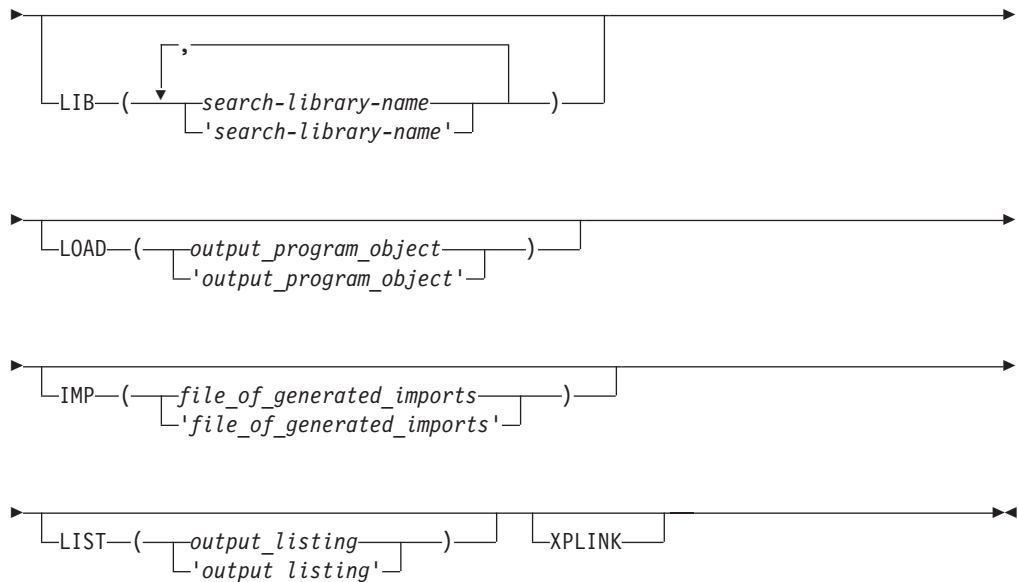 ,
LIB ( search-library-name )
'search-library-name'
LOAD ( output_program_object )
'output_program_object'
IMP ( file_of_generated_imports )
'file_of_generated_imports'
LIST ( output_listing ) XPLINK
'output listing'